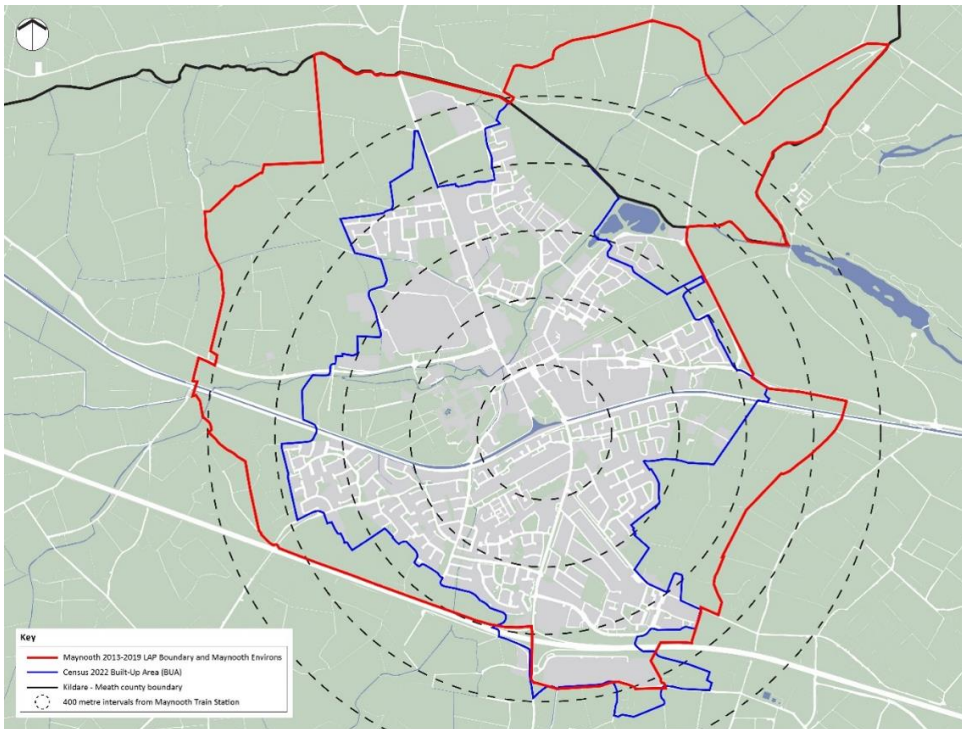 Key
Maynooth 2013-2019 LAP Boundary and Maynooth Environs
Census 2022 Built-Up Area (BUA)
Kildare - Meath county boundary
400 metre intervals from Maynooth Train Station